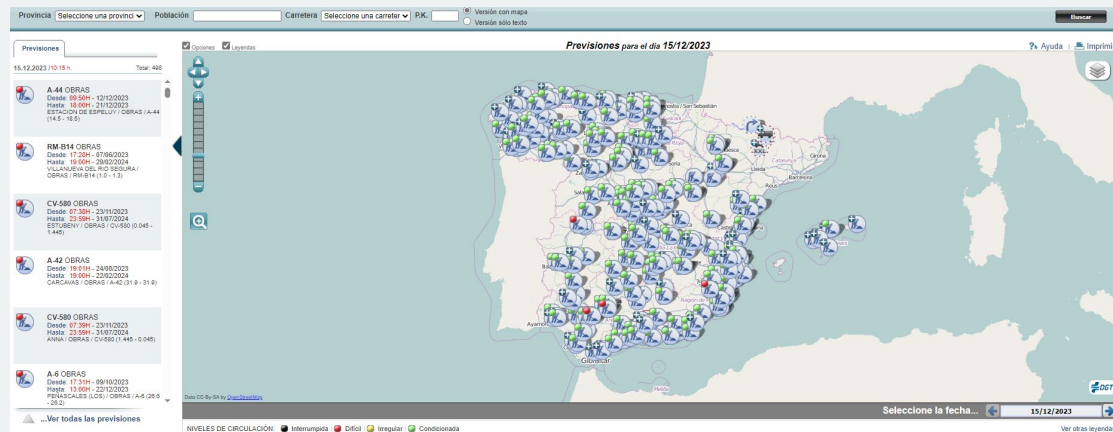 Provincia Seleccione una provinci Población Carretera Seleccione una carreter P.K. Versión con mapa
Versión sólo texto
Buscar
Previsiones
15.12.2023 /10:15 h. Total: 498
A-44 OBRAS
Desde: 09:50H - 12/12/2023
Hasta: 18:00H - 21/12/2023
ESTACION DE ESPELUY / OBRAS / A-44
(14.5 - 18.5)
RM-B14 OBRAS
Desde: 17:28H - 07/06/2023
Hasta: 19:00H - 29/02/2024
VILLANUEVA DEL RIO SEGURA /
OBRAS / RM-B14 (1.0 - 1.3)
CV-580 OBRAS
Desde: 07:38H - 23/11/2023
Hasta: 23:59H - 31/07/2024
ESTUBENY / OBRAS / CV-580 (0.045 -
1.445)
A-42 OBRAS
Desde: 19:01H - 24/08/2023
Hasta: 19:00H - 22/02/2024
CARCAVAS / OBRAS / A-42 (31.9 - 31.9)
CV-580 OBRAS
Desde: 07:39H - 23/11/2023
Hasta: 23:59H - 31/07/2024
ANNA / OBRAS / CV-580 (1.445 - 0.045)
A-6 OBRAS
Desde: 17:31H - 09/10/2023
Hasta: 13:00H - 22/12/2023
PEÑASCALES (LOS) / OBRAS / A-6 (26.6
- 26.2)
...Ver todas las previsiones
Opciones Leyendas
Previsiones para el día 15/12/2023
Ayuda | Imprimi
San Sebastián
Soria
Lleida
Catalunya
Girona
Barcelona
Reus
Ayamon
Gibraltar
Melilla
Data CC-By-SA by OpenStreetMap
DGT
Seleccione la fecha... 15/12/2023
NIVELES DE CIRCULACIÓN: Interrumpida | Difícil | Irregular | Condicionada
Ver otras leyendas